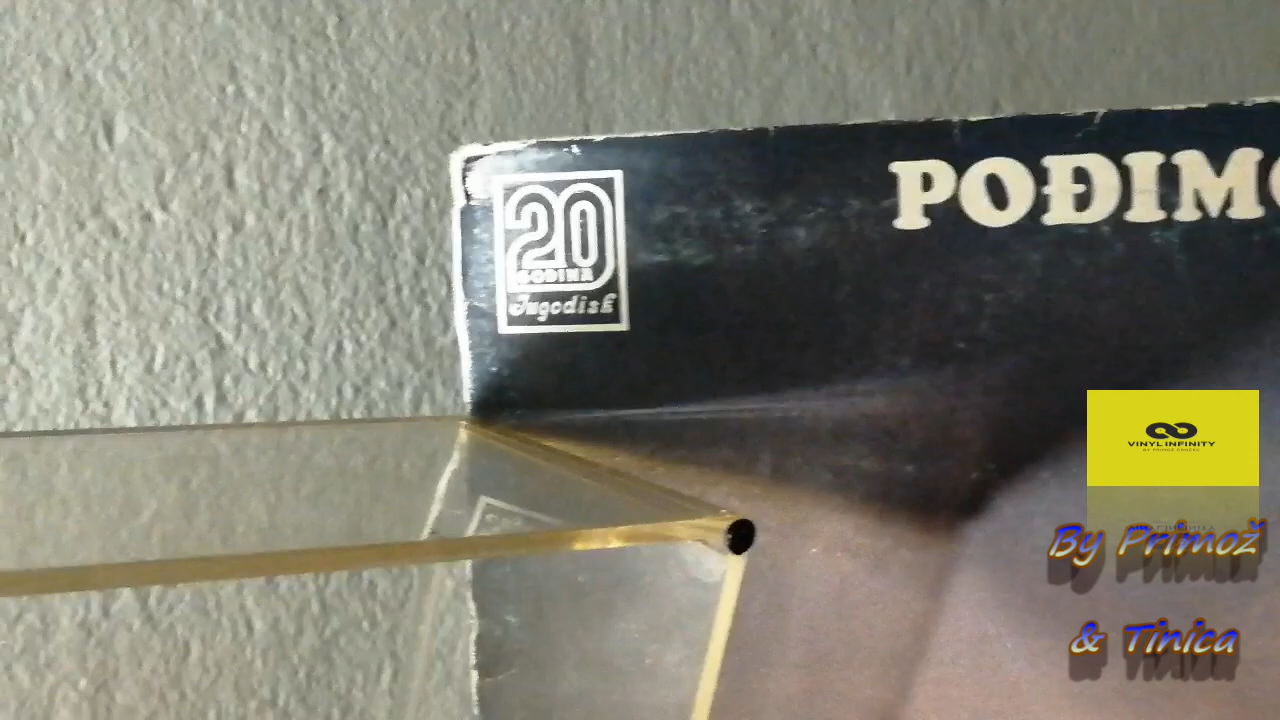 20
GODINA
Jugodisk
POĐIMO
VINYL INFINITY
By Primož
& Tinica